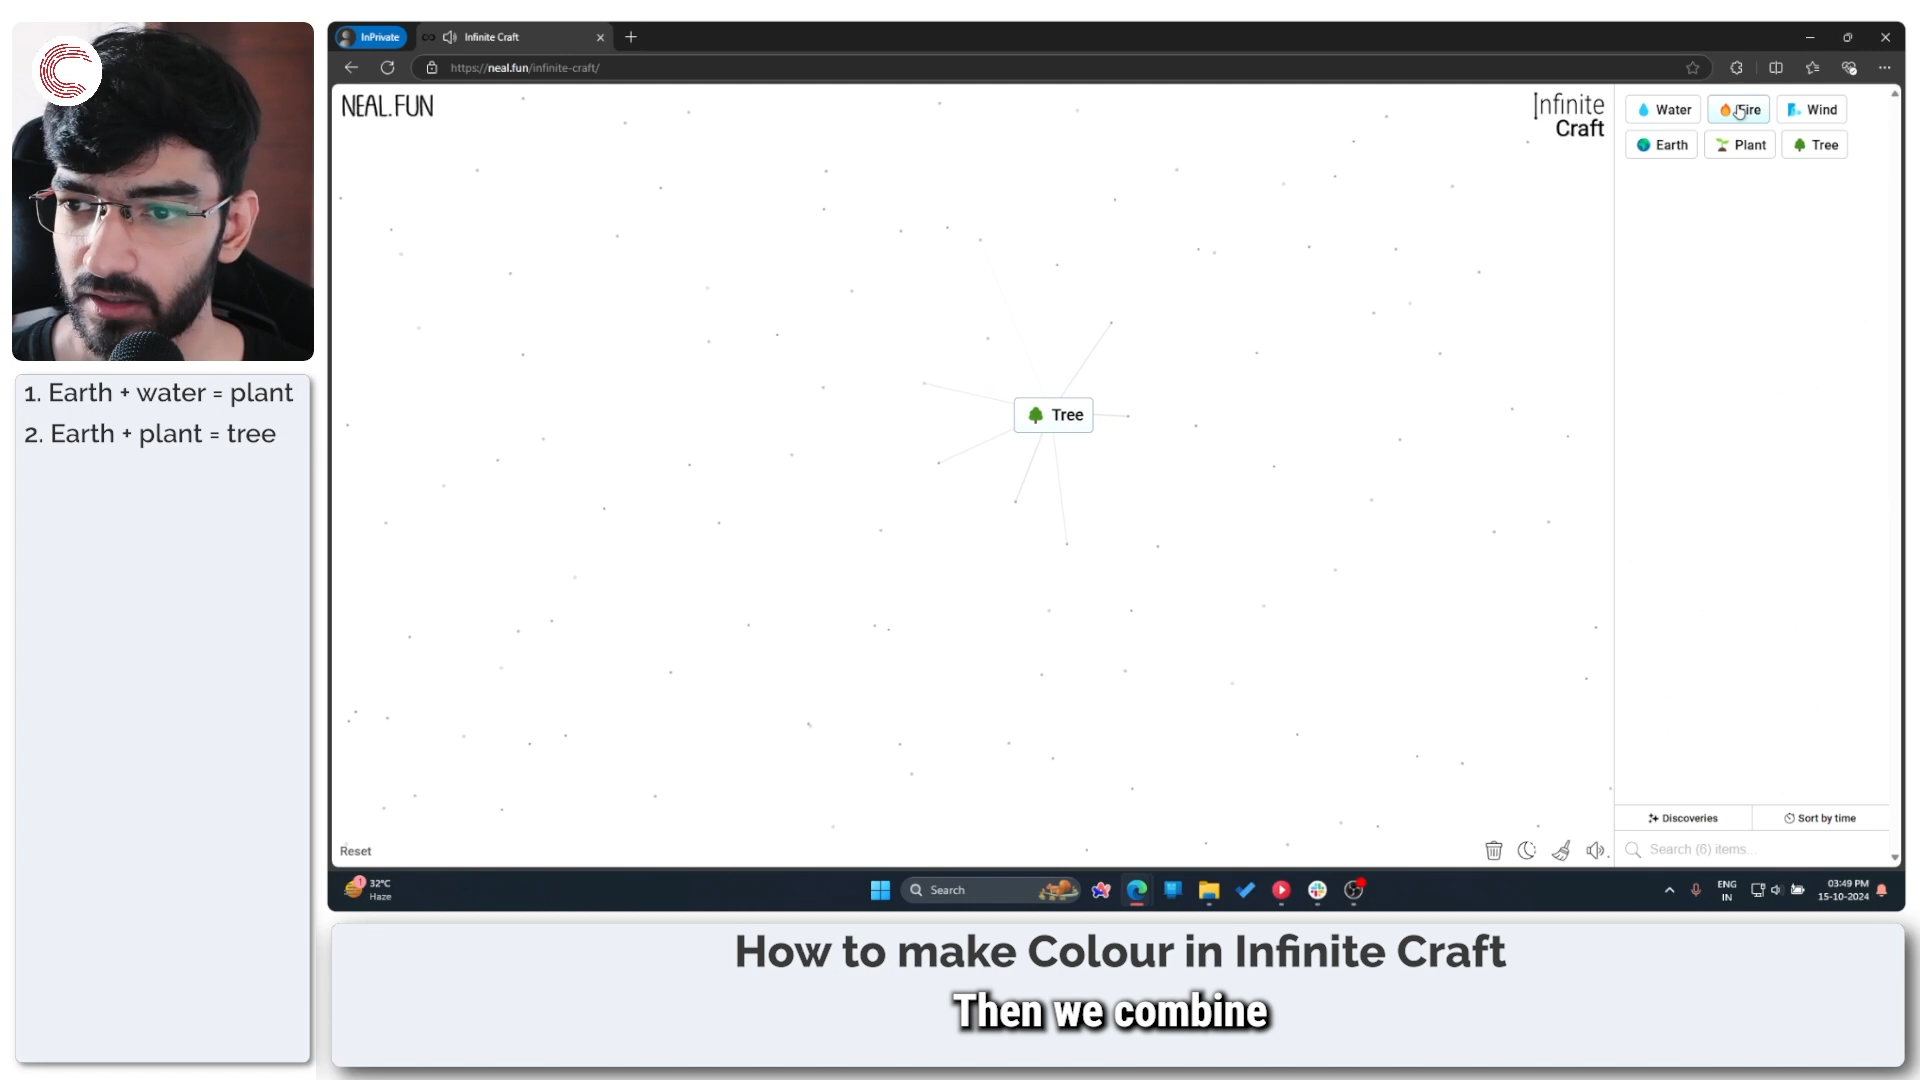 InPrivate
Infinite Craft
https://neal.fun/infinite-craft/
NEAL.FUN
Infinite
Craft
Water
Fire
Wind
Earth
Plant
Tree
1. Earth + water = plant
2. Earth + plant = tree
Tree
Discoveries
Sort by time
Reset
Search (6) items...
1
32°C
Haze
Search
ENG
IN
03:49 PM
15-10-2024
How to make Colour in Infinite Craft
Then we combine